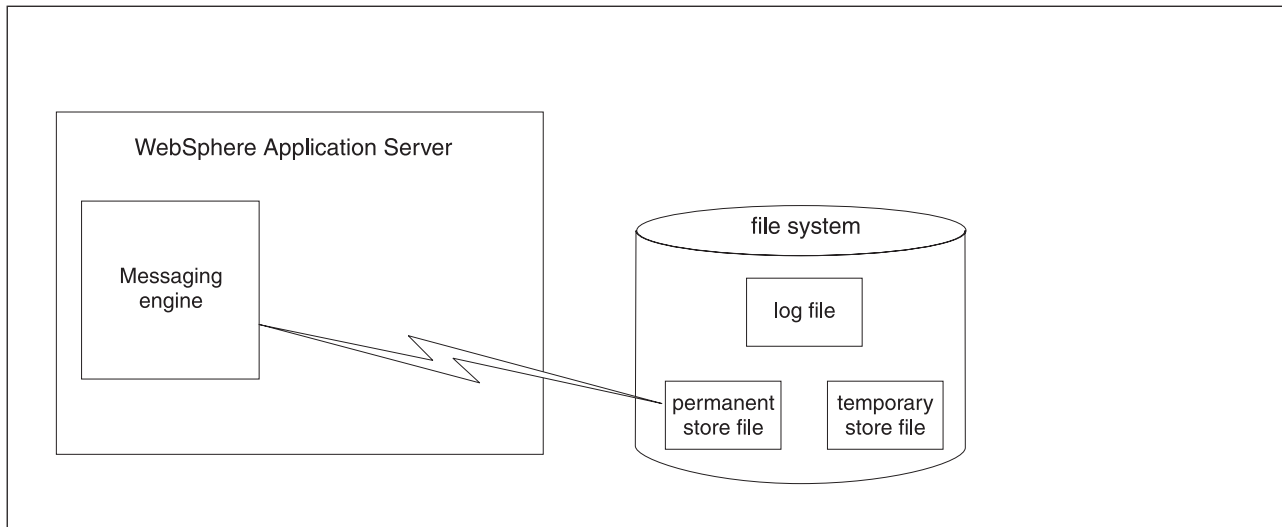 WebSphere Application Server
Messaging
engine
file system
log file
permanent
store file
temporary
store file